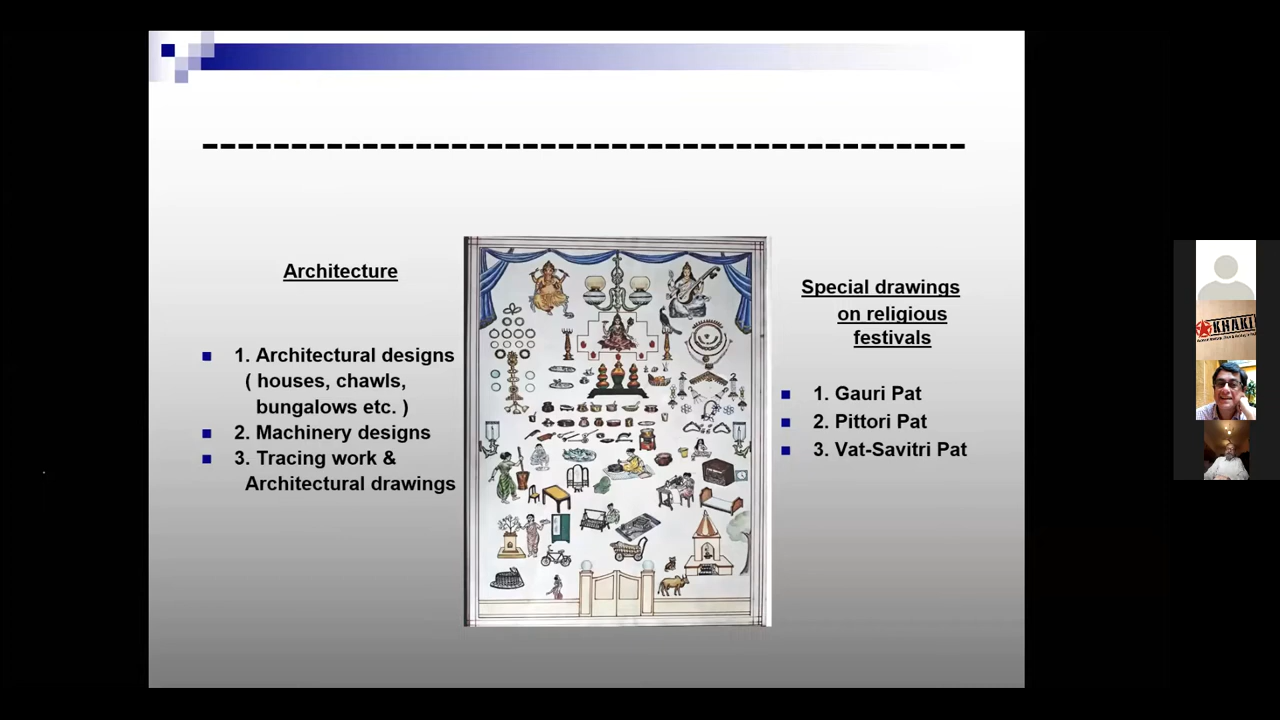 Architecture
1. Architectural designs
( houses, chawls,
bungalows etc. )
2. Machinery designs
3. Tracing work &
Architectural drawings
Special drawings
on religious
festivals
1. Gauri Pat
2. Pittori Pat
3. Vat-Savitri Pat
KHAKI